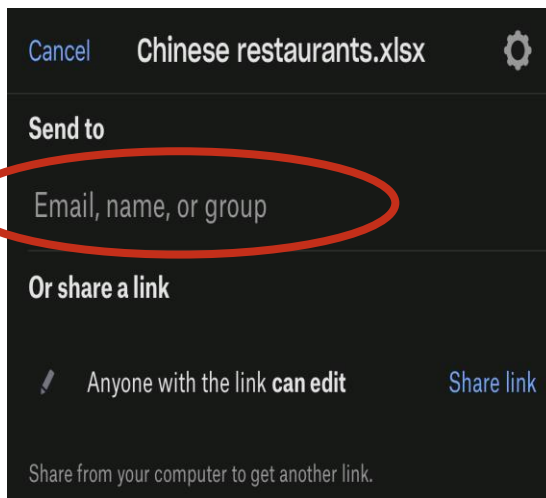 Cancel Chinese restaurants.xlsx
Send to
Email, name, or group
Or share a link
Anyone with the link can edit Share link
Share from your computer to get another link.